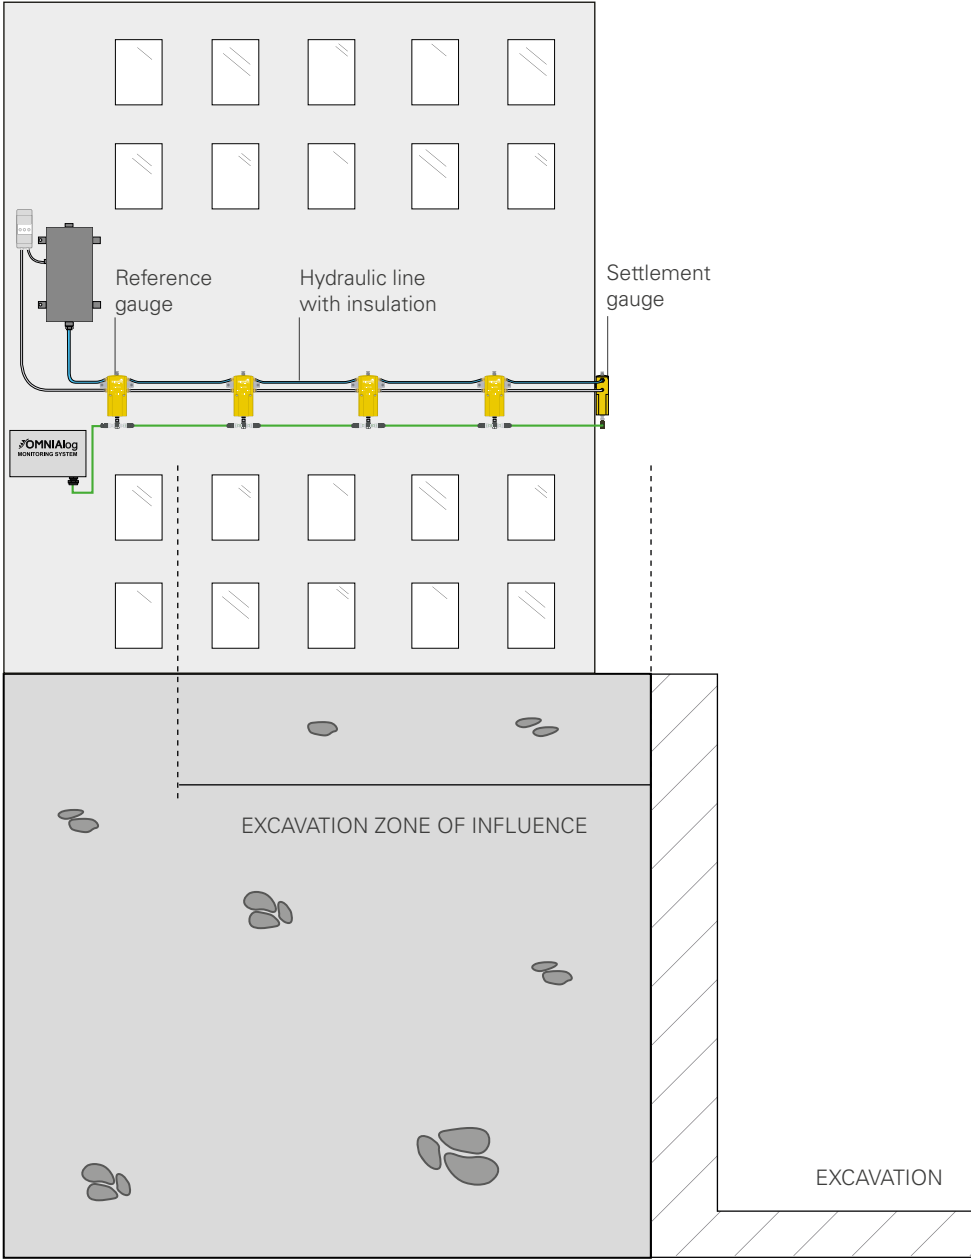 Reference
gauge
Hydraulic line
with insulation
Settlement
gauge
OMNIAlog
MONITORING SYSTEM
EXCAVATION ZONE OF INFLUENCE
EXCAVATION